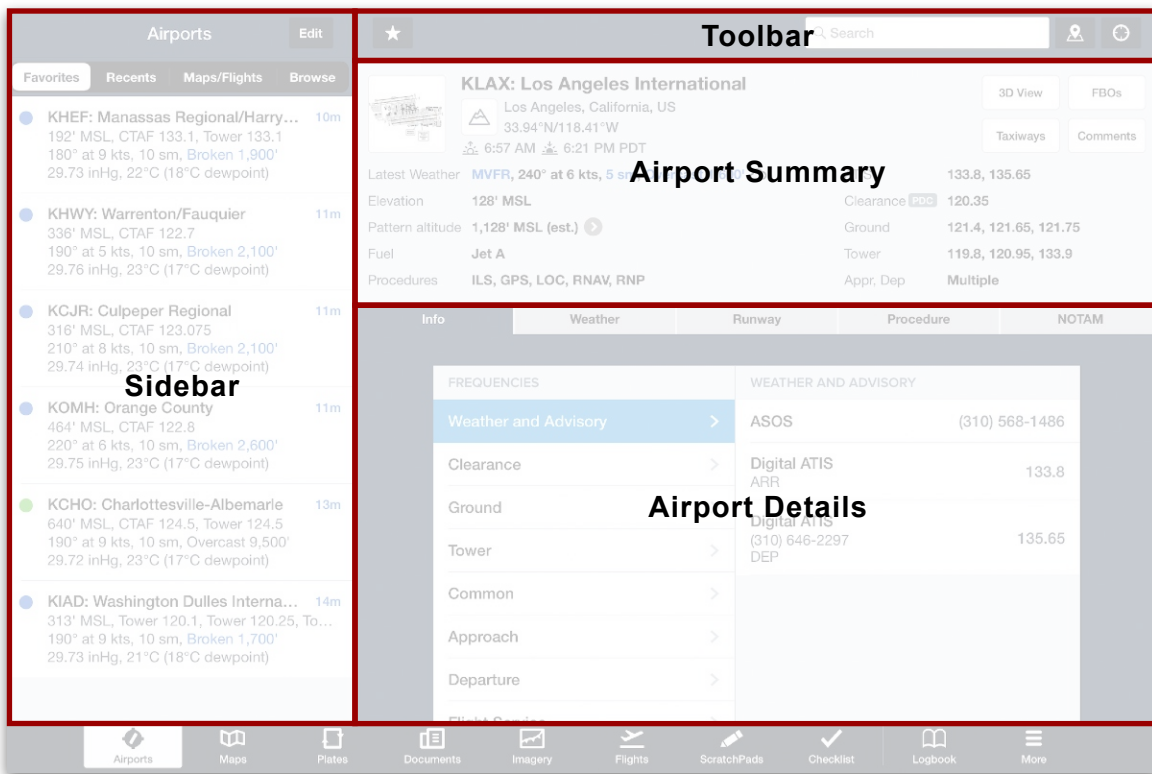 Airports
Edit
Toolbar
Search
Favorites Recents Maps/Flights Browse
KHEF: Manassas Regional/Harry... 10m
192' MSL, CTAF 133.1, Tower 133.1
180° at 9 kts, 10 sm, Broken 1,900'
29.73 inHg, 22°C (18°C dewpoint)
KHWY: Warrenton/Fauquier 11m
336' MSL, CTAF 122.7
190° at 5 kts, 10 sm, Broken 2,100'
29.76 inHg, 23°C (17°C dewpoint)
KCJR: Culpeper Regional 11m
316' MSL, CTAF 123.075
210° at 8 kts, 10 sm, Broken 2,100'
29.74 inHg, 23°C (17°C dewpoint)
Sidebar
KOMH: Orange County 11m
464' MSL, CTAF 122.8
220° at 6 kts, 10 sm, Broken 2,600'
29.75 inHg, 23°C (17°C dewpoint)
KCHO: Charlottesville-Albemarle 13m
640' MSL, CTAF 124.5, Tower 124.5
190° at 9 kts, 10 sm, Overcast 9,500'
29.72 inHg, 23°C (17°C dewpoint)
KIAD: Washington Dulles Interna... 14m
313' MSL, Tower 120.1, Tower 120.25, To...
190° at 9 kts, 10 sm, Broken 1,700'
29.73 inHg, 21°C (18°C dewpoint)
KLAX: Los Angeles International
Los Angeles, California, US
33.94°N/118.41°W
6:57 AM 6:21 PM PDT
3D View FBOs
Taxiways Comments
Airport Summary
Latest Weather MVFR, 240° at 6 kts, 5 sm 133.8, 135.65
Elevation 128' MSL Clearance PDC 120.35
Pattern altitude 1,128' MSL (est.) Ground 121.4, 121.65, 121.75
Fuel Jet A Tower 119.8, 120.95, 133.9
Procedures ILS, GPS, LOC, RNAV, RNP Appr, Dep Multiple
Info Weather Runway Procedure NOTAM
FREQUENCIES
Weather and Advisory
Clearance
Ground
Tower
Common
Approach
Departure
Flight Service
WEATHER AND ADVISORY
ASOS (310) 568-1486
Digital ATIS 133.8
ARR
Airport Details
Digital ATIS
(310) 646-2297 135.65
DEP
Airports Maps Plates Documents Imagery Flights ScratchPads Checklist Logbook More